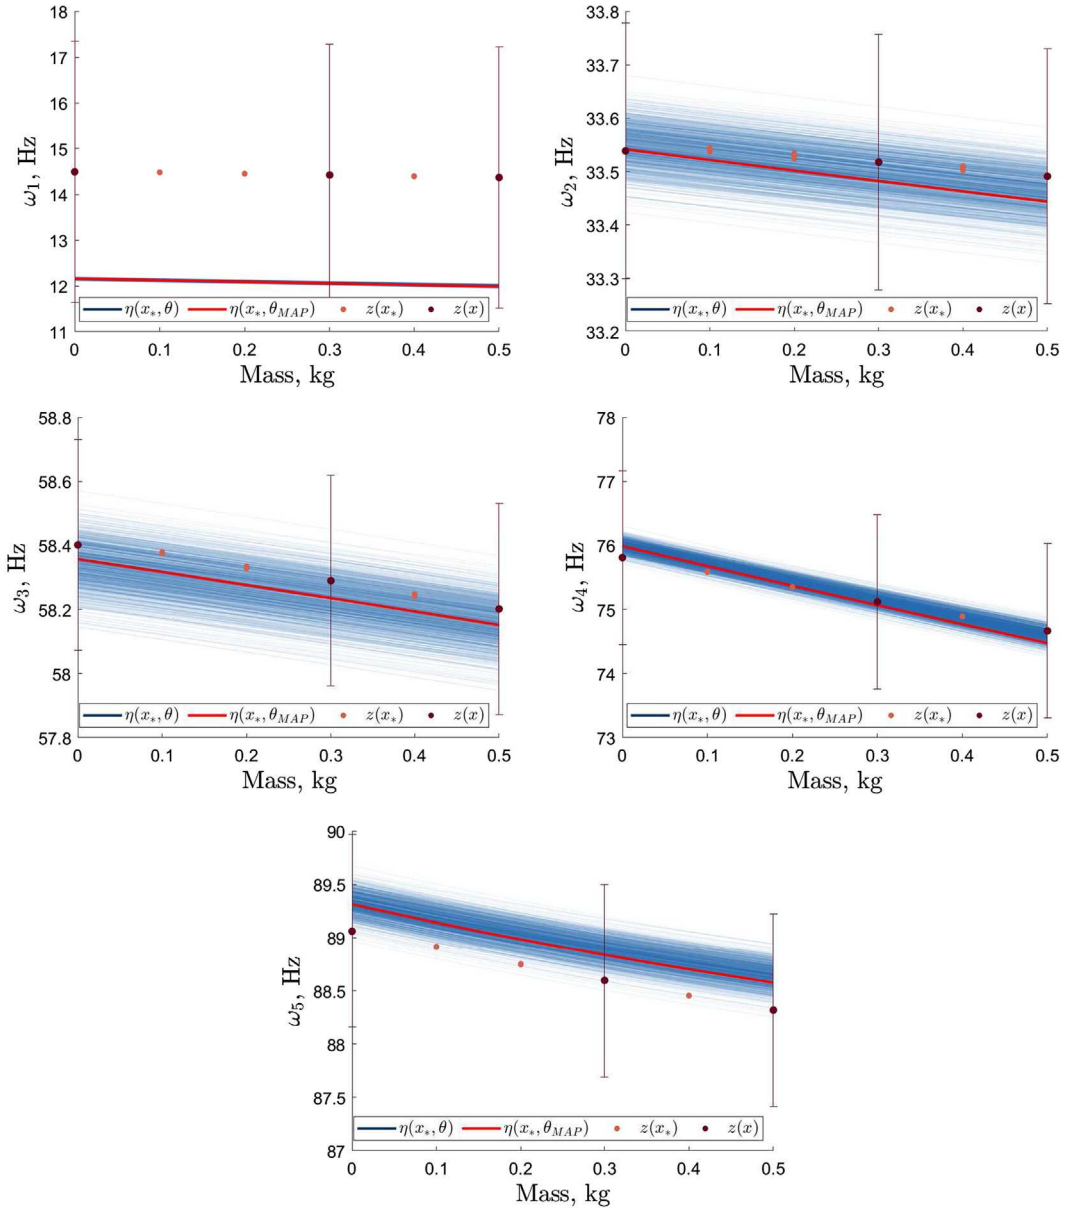 18
17
16
15
14
13
12
11
ω₁, Hz
η(x*, θ) η(x*, θ_MAP) z(x*) z(x)
0 0.1 0.2 0.3 0.4 0.5
Mass, kg
33.8
33.7
33.6
33.5
33.4
33.3
33.2
ω₂, Hz
η(x*, θ) η(x*, θ_MAP) z(x*) z(x)
0 0.1 0.2 0.3 0.4 0.5
Mass, kg
58.8
58.6
58.4
58.2
58
57.8
ω₃, Hz
η(x*, θ) η(x*, θ_MAP) z(x*) z(x)
0 0.1 0.2 0.3 0.4 0.5
Mass, kg
78
77
76
75
74
73
ω₄, Hz
η(x*, θ) η(x*, θ_MAP) z(x*) z(x)
0 0.1 0.2 0.3 0.4 0.5
Mass, kg
90
89.5
89
88.5
88
87.5
87
ω₅, Hz
η(x*, θ) η(x*, θ_MAP) z(x*) z(x)
0 0.1 0.2 0.3 0.4 0.5
Mass, kg